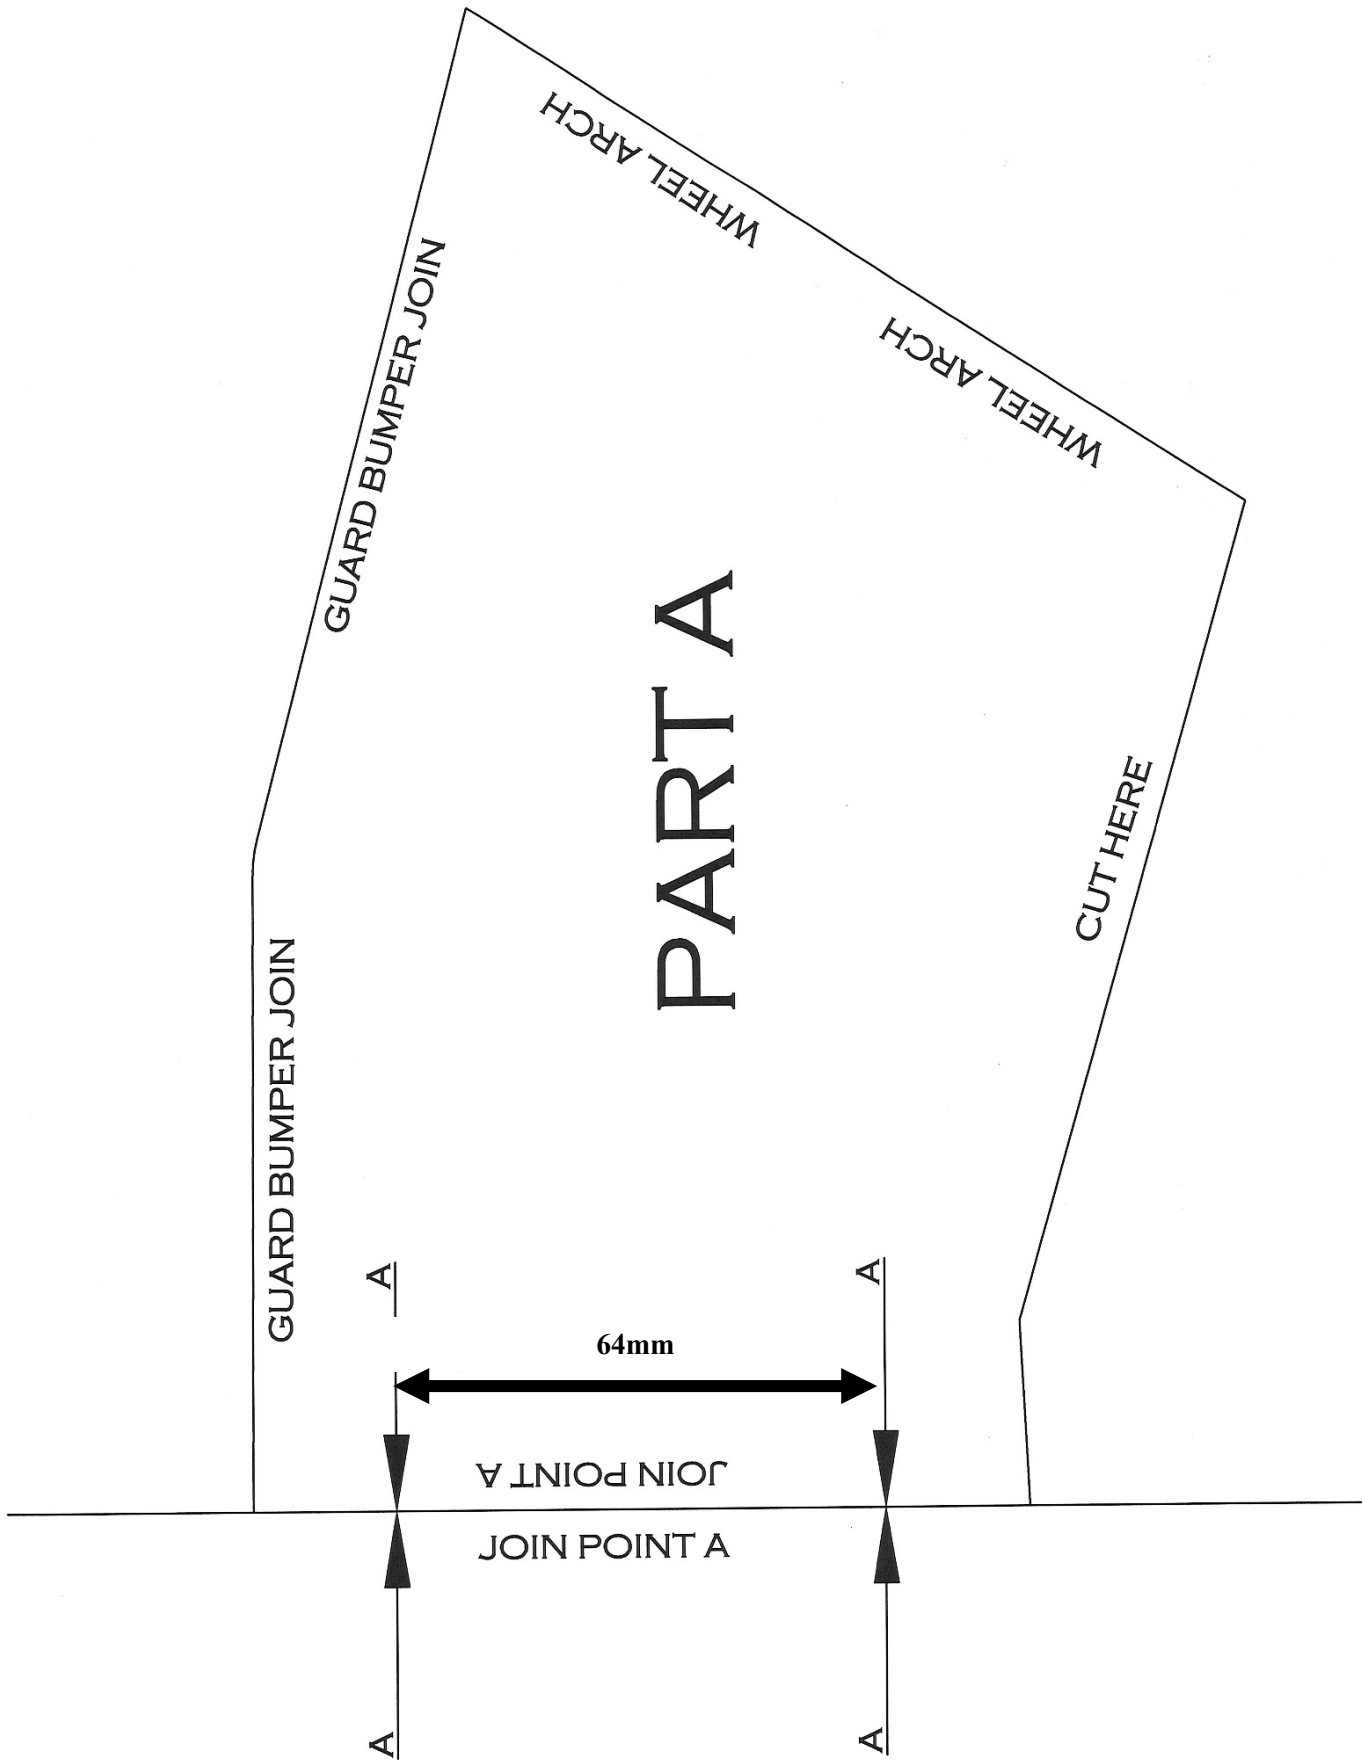 WHEEL ARCH
WHEEL ARCH
GUARD BUMPER JOIN
PART A
CUT HERE
GUARD BUMPER JOIN
A
A
64mm
JOIN POINT A
JOIN POINT A
A
A